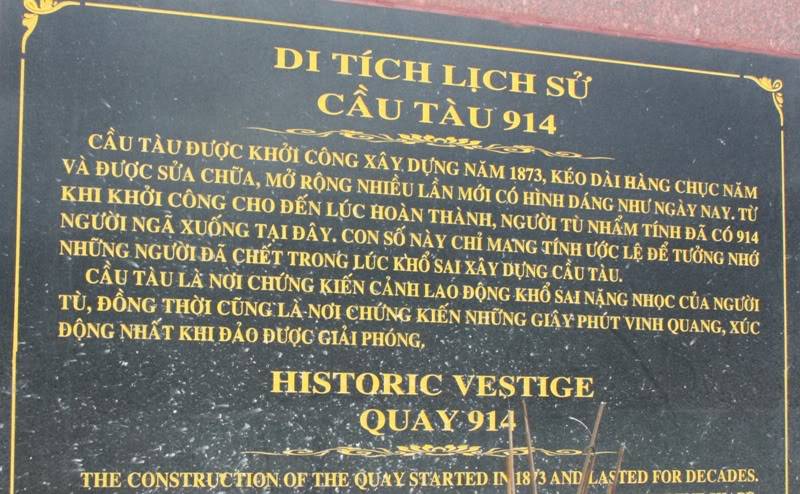 DI TÍCH LỊCH SỬ
CẦU TÀU 914
CẦU TÀU ĐƯỢC KHỞI CÔNG XÂY DỰNG NĂM 1873, KÉO DÀI HÀNG CHỤC NĂM
VÀ ĐƯỢC SỬA CHỮA, MỞ RỘNG NHIỀU LẦN MỚI CÓ HÌNH DÁNG NHƯ NGÀY NAY. TỪ
KHI KHỞI CÔNG CHO ĐẾN LÚC HOÀN THÀNH, NGƯỜI TÙ NHẨM TÍNH ĐÃ CÓ 914
NGƯỜI NGÃ XUỐNG TẠI ĐÂY. CON SỐ NÀY CHỈ MANG TÍNH ƯỚC LỆ ĐỂ TƯỞNG NHỚ
NHỮNG NGƯỜI ĐÃ CHẾT TRONG LÚC KHỔ SAI XÂY DỰNG CẦU TÀU.
CẦU TÀU LÀ NỢI CHỨNG KIẾN CẢNH LAO ĐỘNG KHỔ SAI NẶNG NHỌC CỦA NGƯỜI
TÙ, ĐỒNG THỜI CŨNG LÀ NƠI CHỨNG KIẾN NHỮNG GIÂY PHÚT VINH QUANG, XÚC
ĐỘNG NHẤT KHI ĐẢO ĐƯỢC GIẢI PHÓNG,
HISTORIC VESTIGE
QUAY 914
THE CONSTRUCTION OF THE QUAY STARTED IN 1873 AND LASTED FOR DECADES.